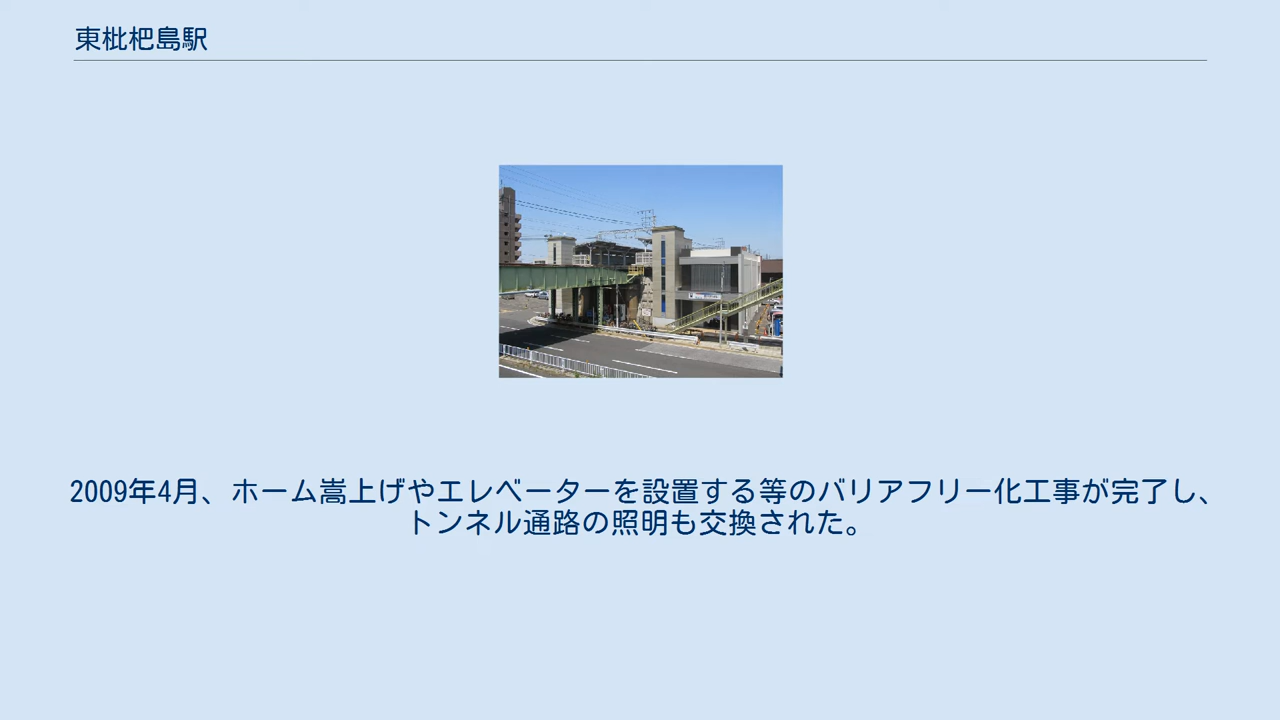 東枇杷島駅
2009年4月、ホーム嵩上げやエレベーターを設置する等のバリアフリー化工事が完了し、
トンネル通路の照明も交換された。